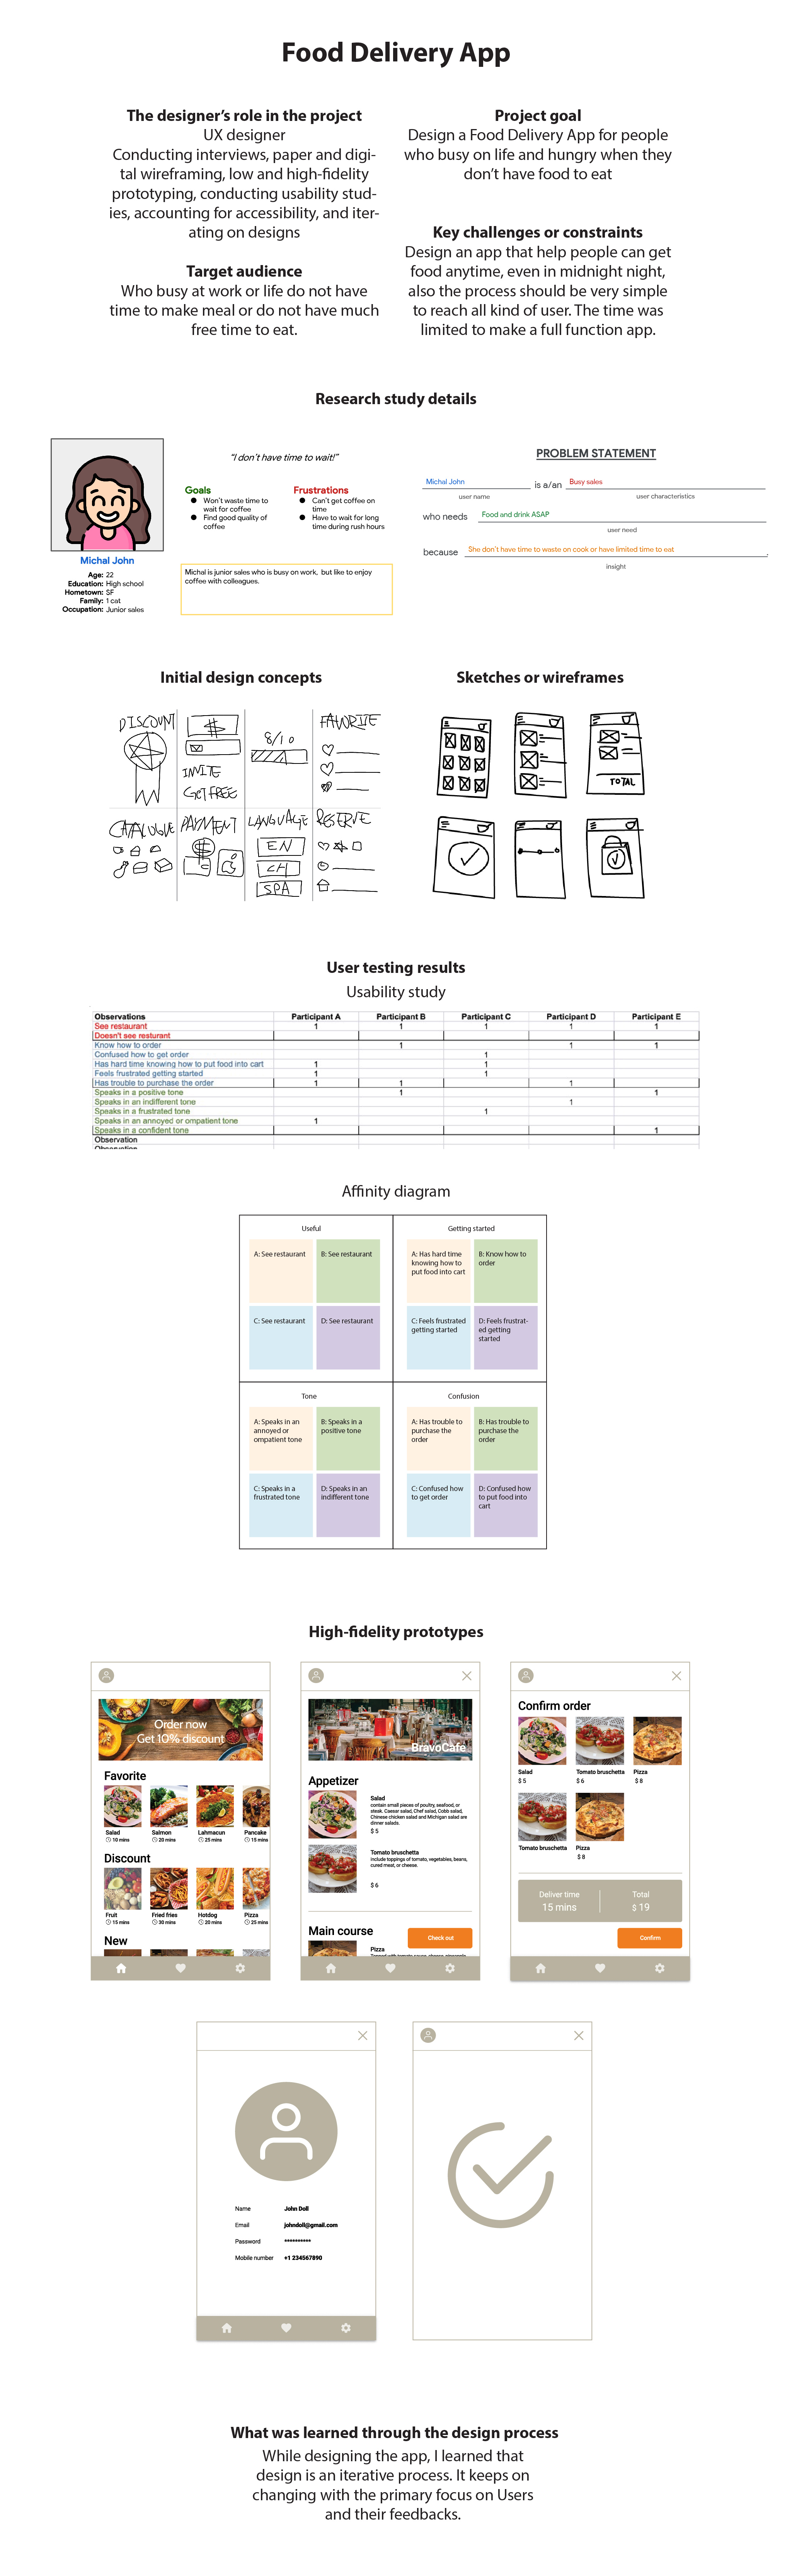 Food Delivery App
The designer's role in the project
UX designer
Conducting interviews, paper and digi-
tal wireframing, low and high-fidelity
prototyping, conducting usability stud-
ies, accounting for accessibility, and iter-
ating on designs
Target audience
Who busy at work or life do not have
time to make meal or do not have much
free time to eat.
Project goal
Design a Food Delivery App for people
who busy on life and hungry when they
don't have food to eat
Key challenges or constraints
Design an app that help people can get
food anytime, even in midnight night,
also the process should be very simple
to reach all kind of user. The time was
limited to make a full function app.
Research study details
Michal John
Age: 22
Education: High school
Hometown: SF
Family: 1 cat
Occupation: Junior sales
"I don't have time to wait!"
Goals
● Won't waste time to
wait for coffee
● Find good quality of
coffee
Frustrations
● Can't get coffee on
time
● Have to wait for long
time during rush hours
Michal is junior sales who is busy on work, but like to enjoy
coffee with colleagues.
PROBLEM STATEMENT
Michal John is a/an Busy sales
user name user characteristics
who needs Food and drink ASAP
user need
because She don't have time to waste on cook or have limited time to eat.
insight
Initial design concepts
DISCOUNT
$
INVITE
GET FREE
8/10
FAVORITE
CATALOGUE
PAYMENT
$
LANGUAGE
EN
CH
SPA
RESERVE
Sketches or wireframes
TOTAL
User testing results
Usability study
Observations Participant A Participant B Participant C Participant D Participant E
See restaurant 1 1 1 1 1
Doesn't see resturant
Know how to order 1 1 1
Confused how to get order 1
Has hard time knowing how to put food into cart 1 1
Feels frustrated getting started 1 1
Has trouble to purchase the order 1 1 1
Speaks in a positive tone 1 1
Speaks in an indifferent tone 1
Speaks in a frustrated tone 1
Speaks in an annoyed or ompatient tone 1
Speaks in a confident tone 1
Observation
Observation
Affinity diagram
Useful
A: See restaurant
B: See restaurant
C: See restaurant
D: See restaurant
Getting started
A: Has hard time
knowing how to
put food into cart
B: Know how to
order
C: Feels frustrated
getting started
D: Feels frustrat-
ed getting
started
Tone
A: Speaks in an
annoyed or
ompatient tone
B: Speaks in a
positive tone
C: Speaks in a
frustrated tone
D: Speaks in an
indifferent tone
Confusion
A: Has trouble to
purchase the
order
B: Has trouble to
purchase the
order
C: Confused how
to get order
D: Confused how
to put food into
cart
High-fidelity prototypes
Order now
Get 10% discount
Favorite
Salad Salmon Lahmacun Pancake
10 mins 20 mins 25 mins 15 mins
Discount
Fruit Fried fries Hotdog Pizza
15 mins 30 mins 20 mins 25 mins
New
BravoCafe
Appetizer
Salad
contain small pieces of poultry, seafood, or
steak. Caesar salad, Chef salad, Cobb salad,
Chinese chicken salad and Michigan salad are
dinner salads.
$ 5
Tomato bruschetta
include toppings of tomato, vegetables, beans,
cured meat, or cheese.
$ 6
Main course
Check out
Pizza
Confirm order
Salad Tomato bruschetta Pizza
$ 5 $ 6 $ 8
Tomato bruschetta Pizza
$ 8
Deliver time Total
15 mins $ 19
Confirm
Name John Doll
Email johndoll@gmail.com
Password **********
Mobile number +1 234567890
What was learned through the design process
While designing the app, I learned that
design is an iterative process. It keeps on
changing with the primary focus on Users
and their feedbacks.